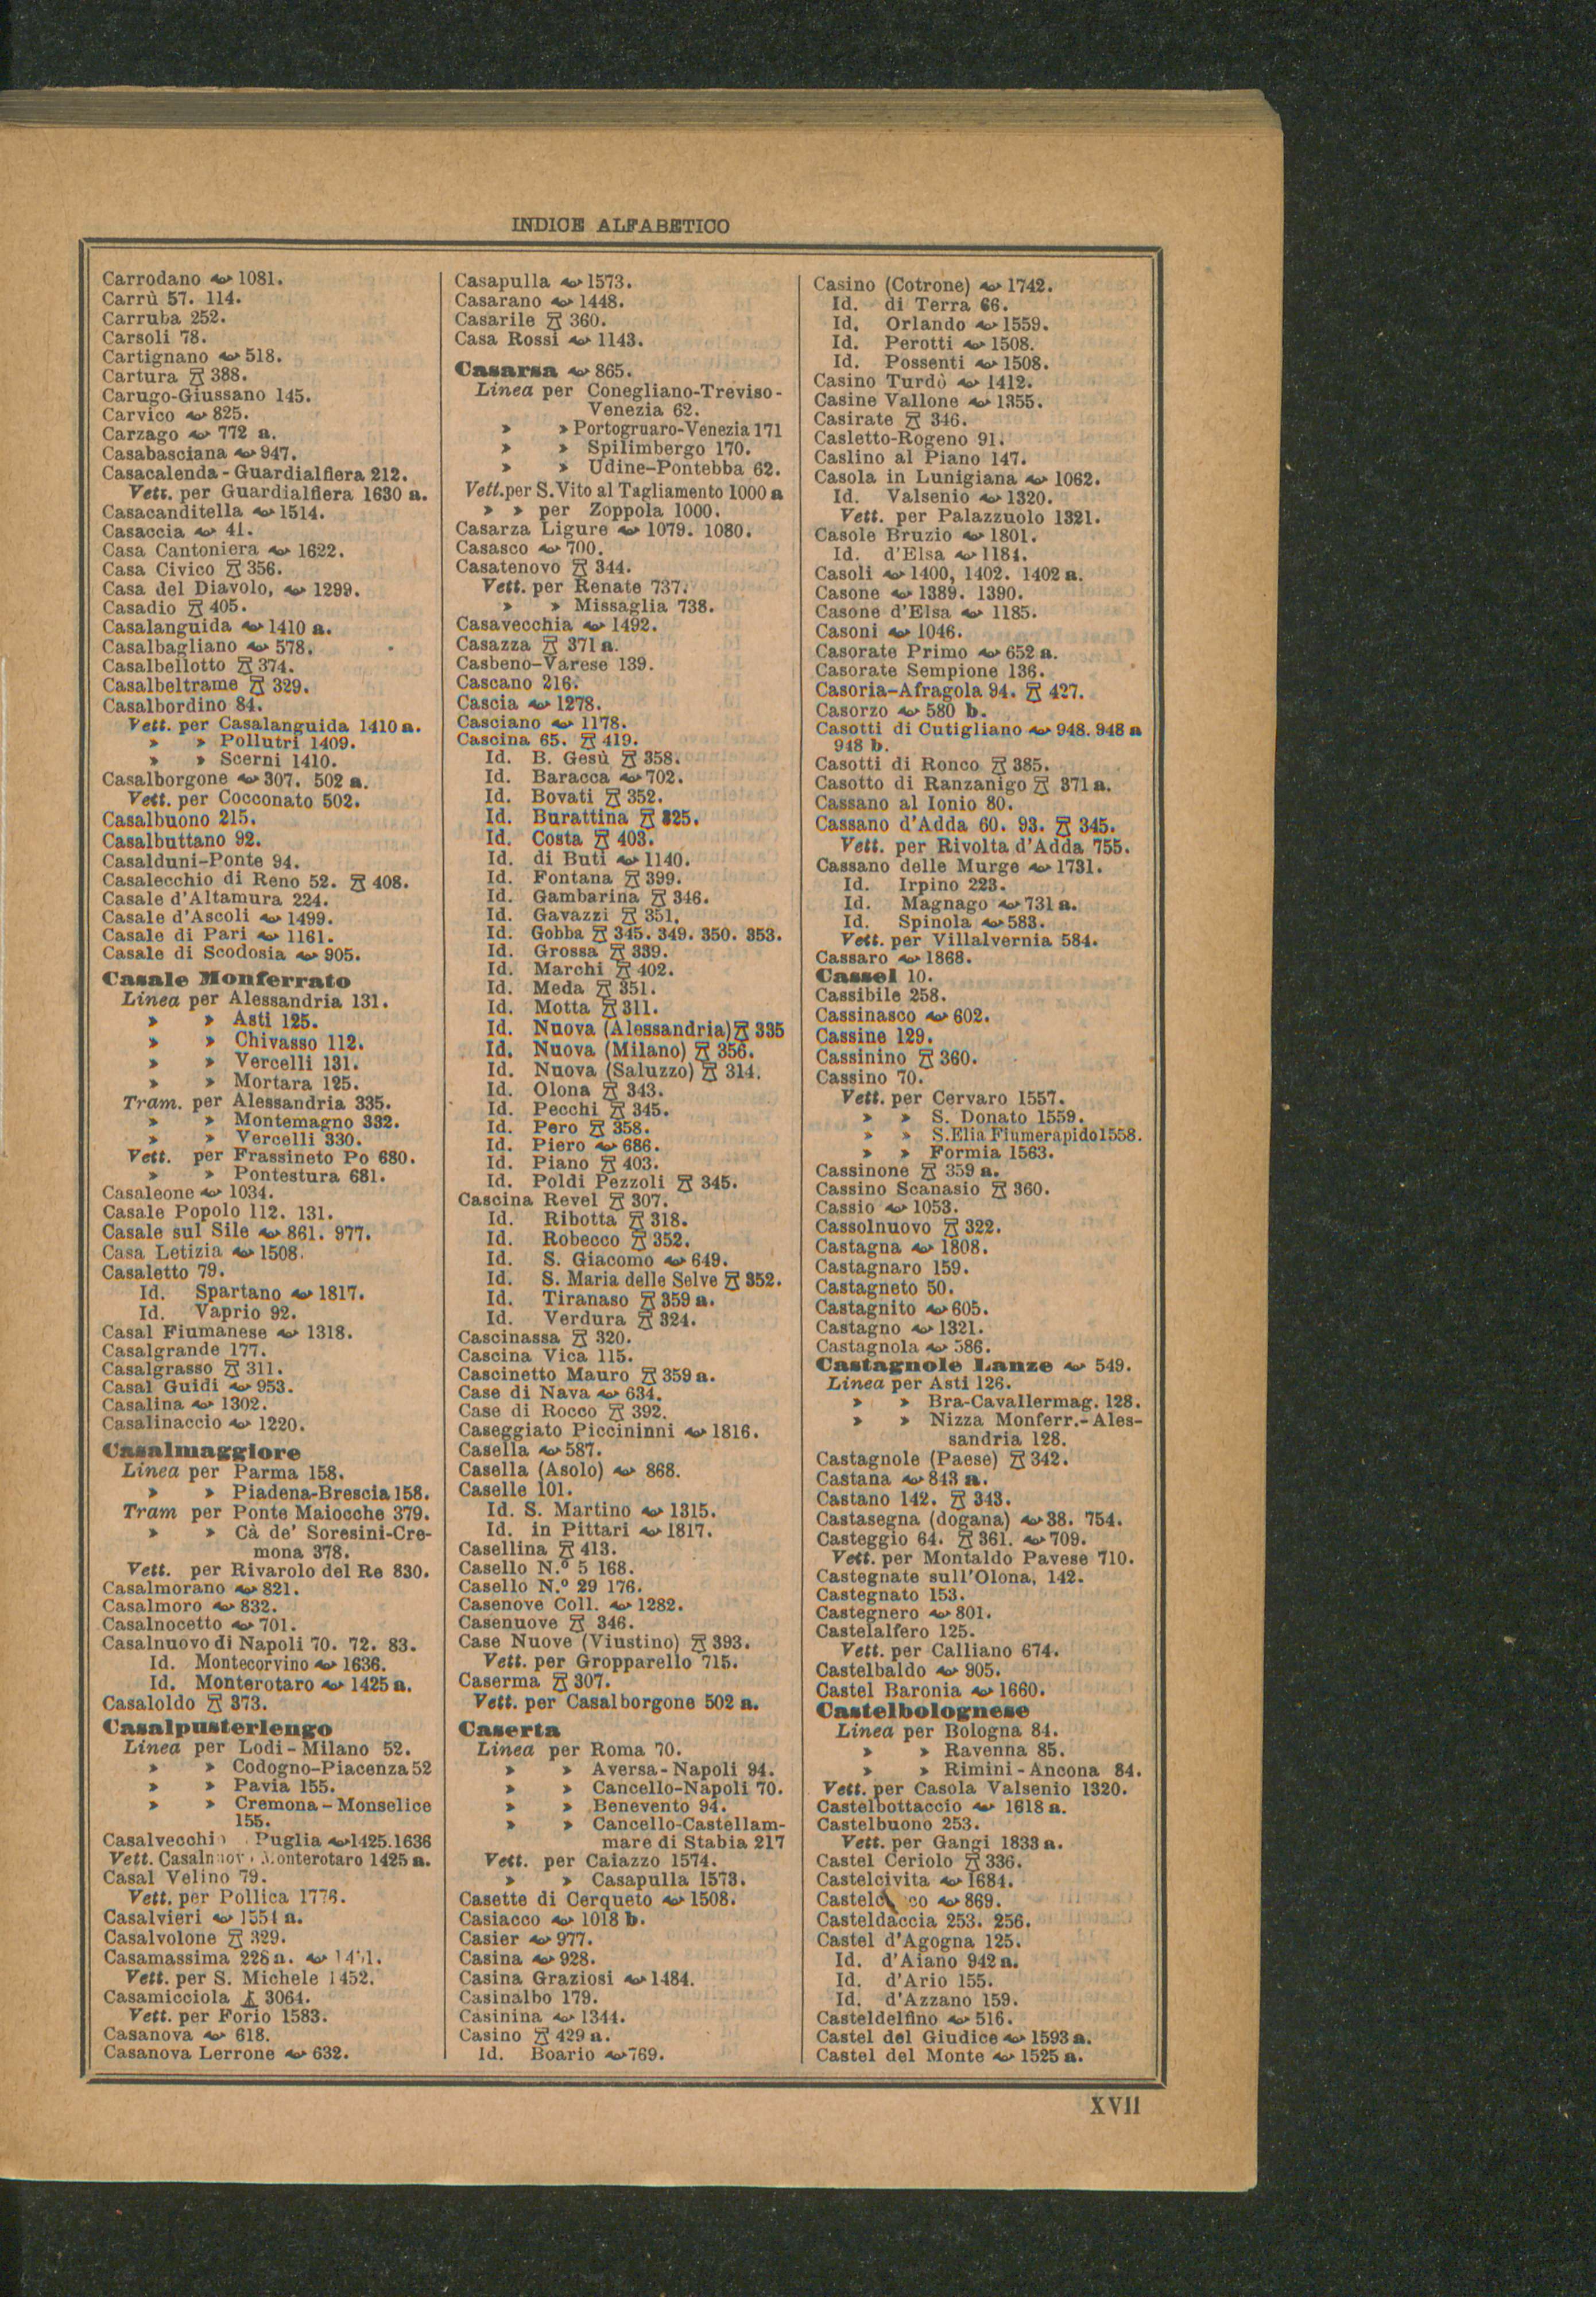 INDICE ALFABETICO
Carrodano 1081.
Carrù 57. 114.
Carruba 252.
Carsoli 78.
Cartignano 518.
Cartura 388.
Carugo-Giussano 145.
Carvico 825.
Carzago 772 a.
Casabasciana 947.
Casacalenda - Guardialfiera 212.
Vett. per Guardialfiera 1630 a.
Casacanditella 1514.
Casaccia 41.
Casa Cantoniera 1622.
Casa Civico 356.
Casa del Diavolo, 1299.
Casadio 405.
Casalanguida 1410 a.
Casalbagliano 578.
Casalbellotto 374.
Casalbeltrame 329.
Casalbordino 84.
Vett. per Casalanguida 1410 a.
» » Pollutri 1409.
» » Scerni 1410.
Casalborgone 307. 502 a.
Vett. per Cocconato 502.
Casalbuono 215.
Casalbuttano 92.
Casalduni-Ponte 94.
Casalecchio di Reno 52. 408.
Casale d'Altamura 224.
Casale d'Ascoli 1499.
Casale di Pari 1161.
Casale di Scodosia 905.
Casale Monferrato
Linea per Alessandria 131.
» » Asti 125.
» » Chivasso 112.
» » Vercelli 131.
» » Mortara 125.
Tram. per Alessandria 335.
» » Montemagno 332.
» » Vercelli 330.
Vett. per Frassineto Po 680.
» » Pontestura 681.
Casaleone 1034.
Casale Popolo 112. 131.
Casale sul Sile 861. 977.
Casa Letizia 1508.
Casaletto 79.
Id. Spartano 1817.
Id. Vaprio 92.
Casal Fiumanese 1318.
Casalgrande 177.
Casalgrasso 311.
Casal Guidi 953.
Casalina 1302.
Casalinaccio 1220.
Casalmaggiore
Linea per Parma 158.
» » Piadena-Brescia 158.
Tram per Ponte Maiocche 379.
» » Cà de' Soresini-Cre-
mona 378.
Vett. per Rivarolo del Re 830.
Casalmorano 821.
Casalmoro 832.
Casalnocetto 701.
Casalnuovo di Napoli 70. 72. 83.
Id. Montecorvino 1636.
Id. Monterotaro 1425 a.
Casaloldo 373.
Casalpusterlengo
Linea per Lodi - Milano 52.
» » Codogno-Piacenza 52
» » Pavia 155.
» » Cremona - Monselice
155.
Casalvecchio Puglia 1425.1636
Vett. Monterotaro 1425 a.
Casal Velino 79.
Vett. per Pollica 1776.
Casalvieri 1554 a.
Casalvolone 329.
Casamassima 228 a.
Vett. per S. Michele 1452.
Casamicciola 3064.
Vett. per Forio 1583.
Casanova 618.
Casanova Lerrone 632.
Casapulla 1573.
Casarano 1448.
Casarile 360.
Casa Rossi 1143.
Casarsa 865.
Linea per Conegliano-Treviso-
Venezia 62.
» » Portogruaro-Venezia 171
» » Spilimbergo 170.
» » Udine-Pontebba 62.
Vett. per S. Vito al Tagliamento 1000 a
» » per Zoppola 1000.
Casarza Ligure 1079. 1080.
Casasco 700.
Casatenovo 344.
Vett. per Renate 737.
» » Missaglia 738.
Casavecchia 1492.
Casazza 371 a.
Casbeno-Varese 139.
Cascano 216.
Cascia 1278.
Casciano 1178.
Cascina 65. 419.
Id. B. Gesù 358.
Id. Baracca 702.
Id. Bovati 352.
Id. Burattina 325.
Id. Costa 403.
Id. di Buti 1140.
Id. Fontana 399.
Id. Gambarina 346.
Id. Gavazzi 351.
Id. Gobba 345. 349. 350. 353.
Id. Grossa 339.
Id. Marchi 402.
Id. Meda 351.
Id. Motta 311.
Id. Nuova (Alessandria) 335
Id. Nuova (Milano) 356.
Id. Nuova (Saluzzo) 314.
Id. Olona 343.
Id. Pecchi 345.
Id. Pero 358.
Id. Piero 686.
Id. Piano 403.
Id. Poldi Pezzoli 345.
Cascina Revel 307.
Id. Ribotta 318.
Id. Robecco 352.
Id. S. Giacomo 649.
Id. S. Maria delle Selve 352.
Id. Tiranaso 359 a.
Id. Verdura 324.
Cascinassa 320.
Cascina Vica 115.
Cascinetto Mauro 359 a.
Case di Nava 634.
Case di Rocco 392.
Caseggiato Piccininni 1816.
Casella 587.
Casella (Asolo) 868.
Caselle 101.
Id. S. Martino 1315.
Id. in Pittari 1817.
Casellina 413.
Casello N.º 5 168.
Casello N.º 29 176.
Casenove Coll. 1282.
Casenuove 346.
Case Nuove (Viustino) 393.
Vett. per Gropparello 715.
Caserma 307.
Vett. per Casalborgone 502 a.
Caserta
Linea per Roma 70.
» » Aversa - Napoli 94.
» » Cancello-Napoli 70.
» » Benevento 94.
» » Cancello-Castellam-
mare di Stabia 217
Vett. per Caiazzo 1574.
» » Casapulla 1573.
Casette di Cerqueto 1508.
Casiacco 1018 b.
Casier 977.
Casina 928.
Casina Graziosi 1484.
Casinalbo 179.
Casinina 1344.
Casino 429 a.
Id. Boario 769.
Casino (Cotrone) 1742.
Id. di Terra 66.
Id. Orlando 1559.
Id. Perotti 1508.
Id. Possenti 1508.
Casino Turdò 1412.
Casine Vallone 1355.
Casirate 346.
Casletto-Rogeno 91.
Caslino al Piano 147.
Casola in Lunigiana 1062.
Id. Valsenio 1320.
Vett. per Palazzuolo 1321.
Casole Bruzio 1801.
Id. d'Elsa 1184.
Casoli 1400, 1402. 1402 a.
Casone 1389. 1390.
Casone d'Elsa 1185.
Casoni 1046.
Casorate Primo 652 a.
Casorate Sempione 136.
Casoria-Afragola 94. 427.
Casorzo 580 b.
Casotti di Cutigliano 948. 948 a
948 b.
Casotti di Ronco 385.
Casotto di Ranzanigo 371 a.
Cassano al Ionio 80.
Cassano d'Adda 60. 93. 345.
Vett. per Rivolta d'Adda 755.
Cassano delle Murge 1731.
Id. Irpino 223.
Id. Magnago 731 a.
Id. Spinola 583.
Vett. per Villalvernia 584.
Cassaro 1868.
Cassel 10.
Cassibile 258.
Cassinasco 602.
Cassine 129.
Cassinino 360.
Cassino 70.
Vett. per Cervaro 1557.
» » S. Donato 1559.
» » S. Elia Fiumerapido 1558.
» » Formia 1563.
Cassinone 359 a.
Cassino Scanasio 360.
Cassio 1053.
Cassolnuovo 322.
Castagna 1808.
Castagnaro 159.
Castagneto 50.
Castagnito 605.
Castagno 1321.
Castagnola 586.
Castagnole Lanze 549.
Linea per Asti 126.
» » Bra-Cavallermag. 128.
» » Nizza Monferr.-Ales-
sandria 128.
Castagnole (Paese) 342.
Castana 843 a.
Castano 142. 343.
Castasegna (dogana) 38. 754.
Casteggio 64. 361. 709.
Vett. per Montaldo Pavese 710.
Castegnate sull'Olona, 142.
Castegnato 153.
Castegnero 801.
Castelalfero 125.
Vett. per Calliano 674.
Castelbaldo 905.
Castel Baronia 1660.
Castelbolognese
Linea per Bologna 84.
» » Ravenna 85.
» » Rimini - Ancona 84.
Vett. per Casola Valsenio 1320.
Castelbottaccio 1618 a.
Castelbuono 253.
Vett. per Gangi 1833 a.
Castel Ceriolo 336.
Castelcivita 1684.
869.
Casteldaccia 253. 256.
Castel d'Agogna 125.
Id. d'Aiano 942 a.
Id. d'Ario 155.
Id. d'Azzano 159.
Casteldelfino 516.
Castel del Giudice 1593 a.
Castel del Monte 1525 a.
XVII